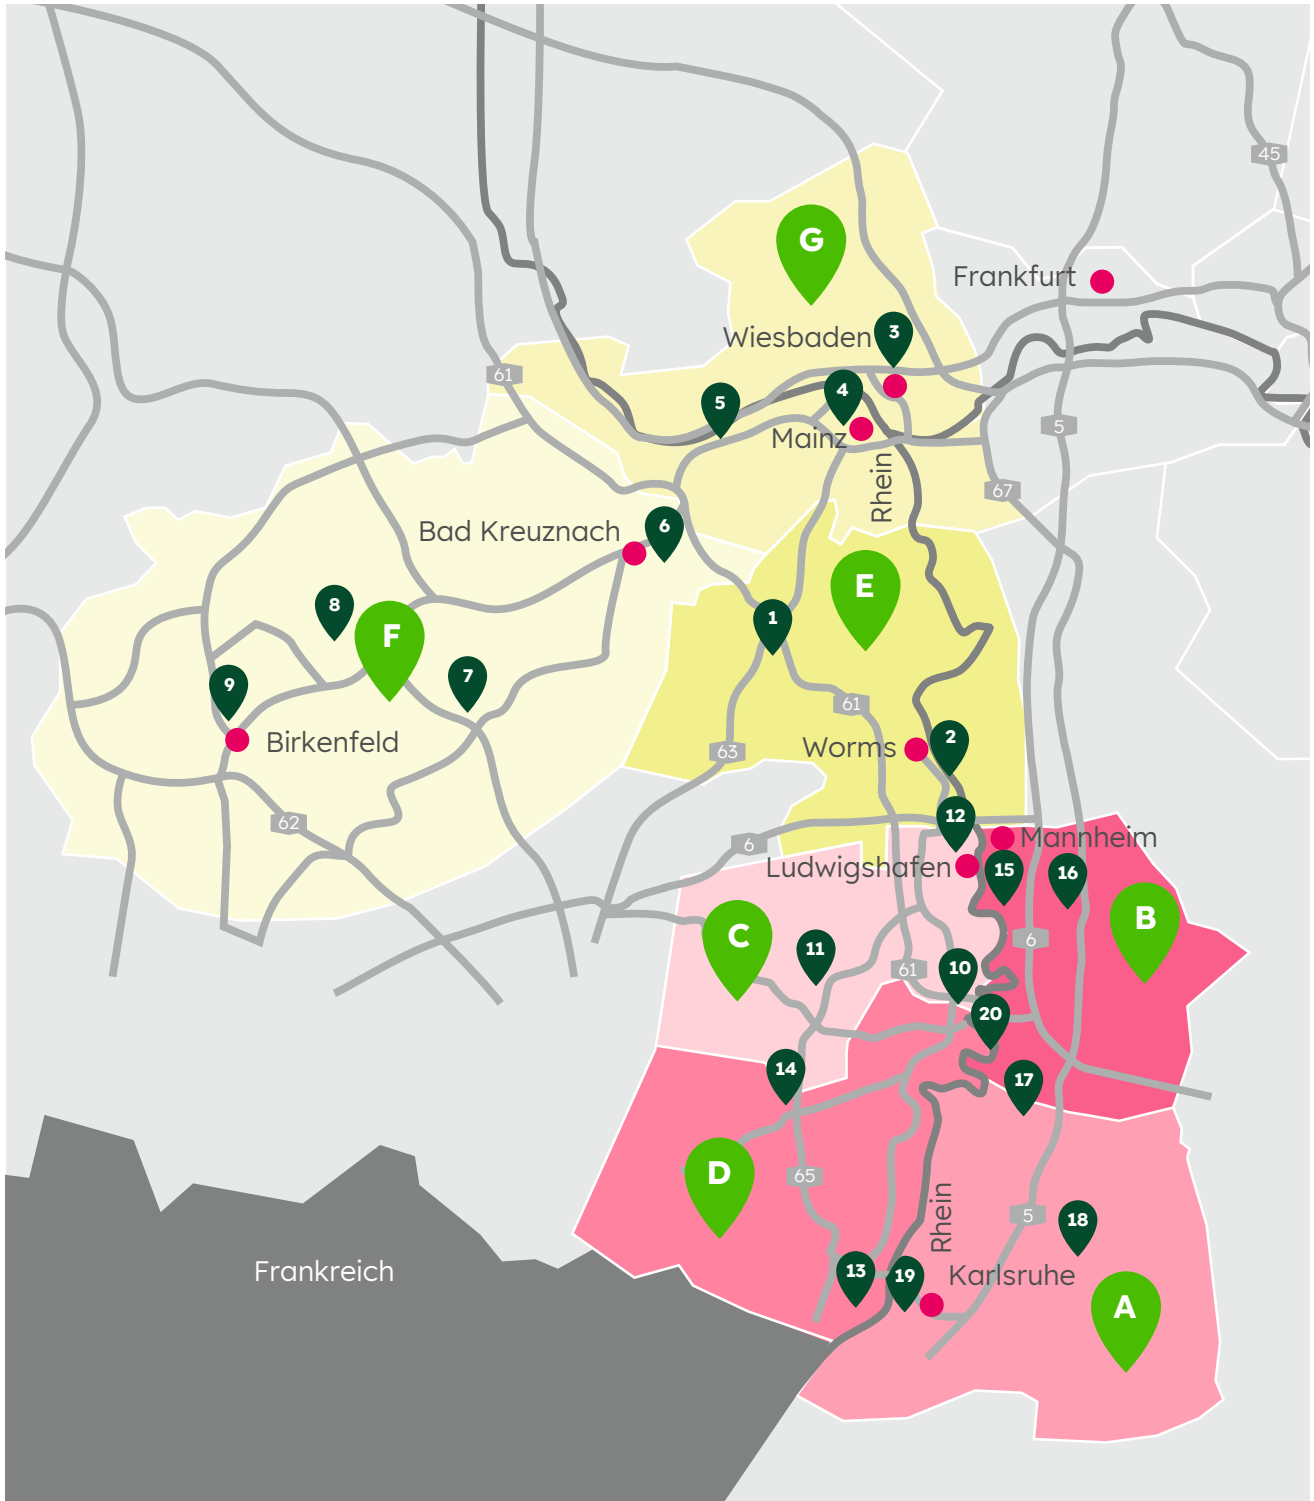 45
G
Frankfurt
Wiesbaden
3
61
4
5
5
Mainz
Rhein
67
Bad Kreuznach
6
E
8
F
1
7
9
61
Birkenfeld
2
Worms
63
12
62
6
Mannheim
Ludwigshafen
15
16
B
C
6
11
10
61
20
14
17
D
65
Rhein
5
18
Frankreich
13
19
Karlsruhe
A